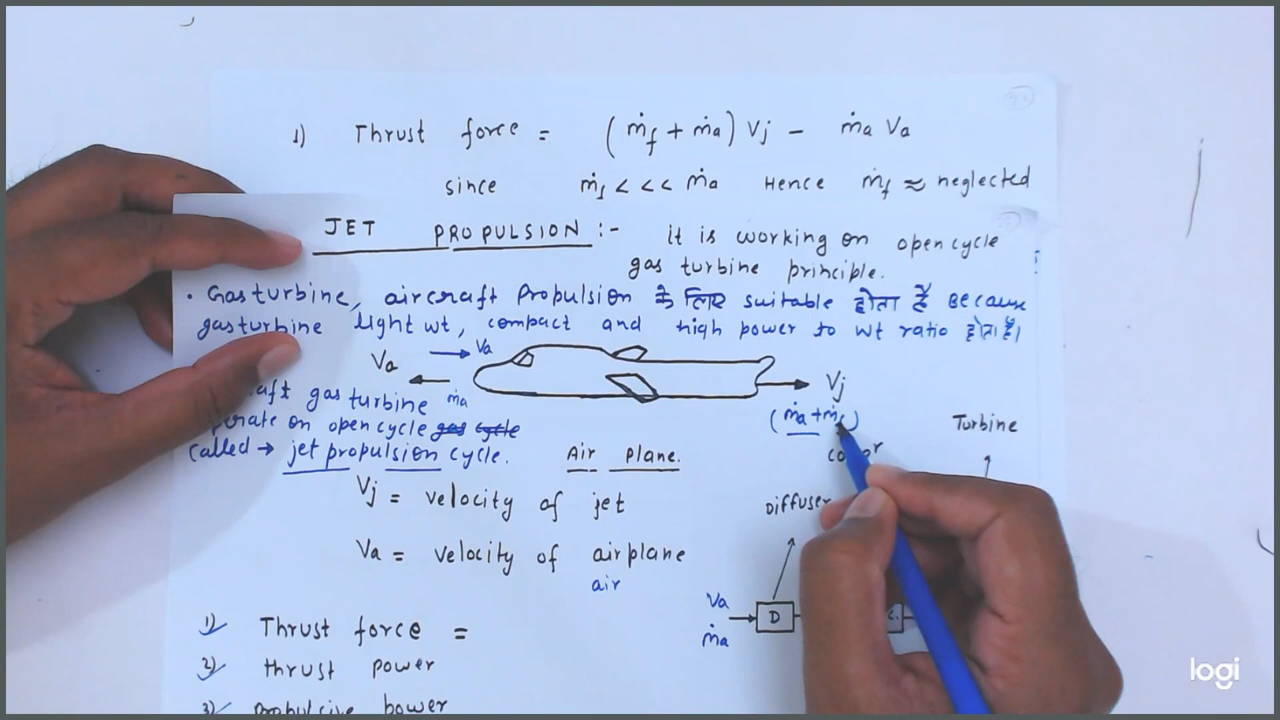 1) Thrust force = (ṁf + ṁa) Vj - ṁa Va
since ṁf <<< ṁa Hence ṁf ≈ neglected
JET PROPULSION :- it is working on open cycle
gas turbine principle.
• Gas turbine, aircraft Propulsion के लिए suitable होता है Because
gas turbine light wt, compact and high power to wt ratio होता है।
Va Va Vj
gas turbine ṁa (ṁa + ṁf)
on open cycle Turbine
called → jet propulsion cycle. Air Plane.
Vj = velocity of jet Diffuser
Va = velocity of airplane
air
Va D
ṁa
1) Thrust force =
2) thrust power
3) propulsive power
logi